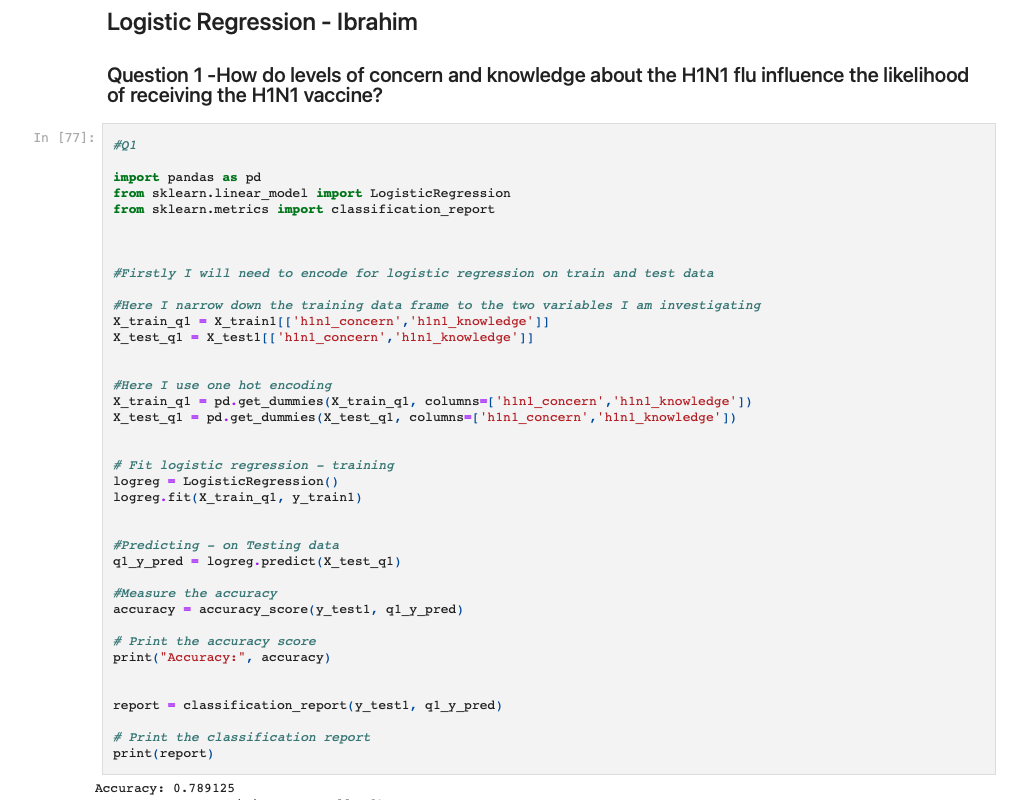 Logistic Regression - Ibrahim
Question 1 -How do levels of concern and knowledge about the H1N1 flu influence the likelihood
of receiving the H1N1 vaccine?
In [77]:
#Q1
import pandas as pd
from sklearn.linear_model import LogisticRegression
from sklearn.metrics import classification_report
#Firstly I will need to encode for logistic regression on train and test data
#Here I narrow down the training data frame to the two variables I am investigating
X_train_q1 = X_train1[['h1n1_concern','h1n1_knowledge']]
X_test_q1 = X_test1[['h1n1_concern','h1n1_knowledge']]
#Here I use one hot encoding
X_train_q1 = pd.get_dummies(X_train_q1, columns=['h1n1_concern','h1n1_knowledge'])
X_test_q1 = pd.get_dummies(X_test_q1, columns=['h1n1_concern','h1n1_knowledge'])
# Fit logistic regression - training
logreg = LogisticRegression()
logreg.fit(X_train_q1, y_train1)
#Predicting - on Testing data
q1_y_pred = logreg.predict(X_test_q1)
#Measure the accuracy
accuracy = accuracy_score(y_test1, q1_y_pred)
# Print the accuracy score
print("Accuracy:", accuracy)
report = classification_report(y_test1, q1_y_pred)
# Print the classification report
print(report)
Accuracy: 0.789125